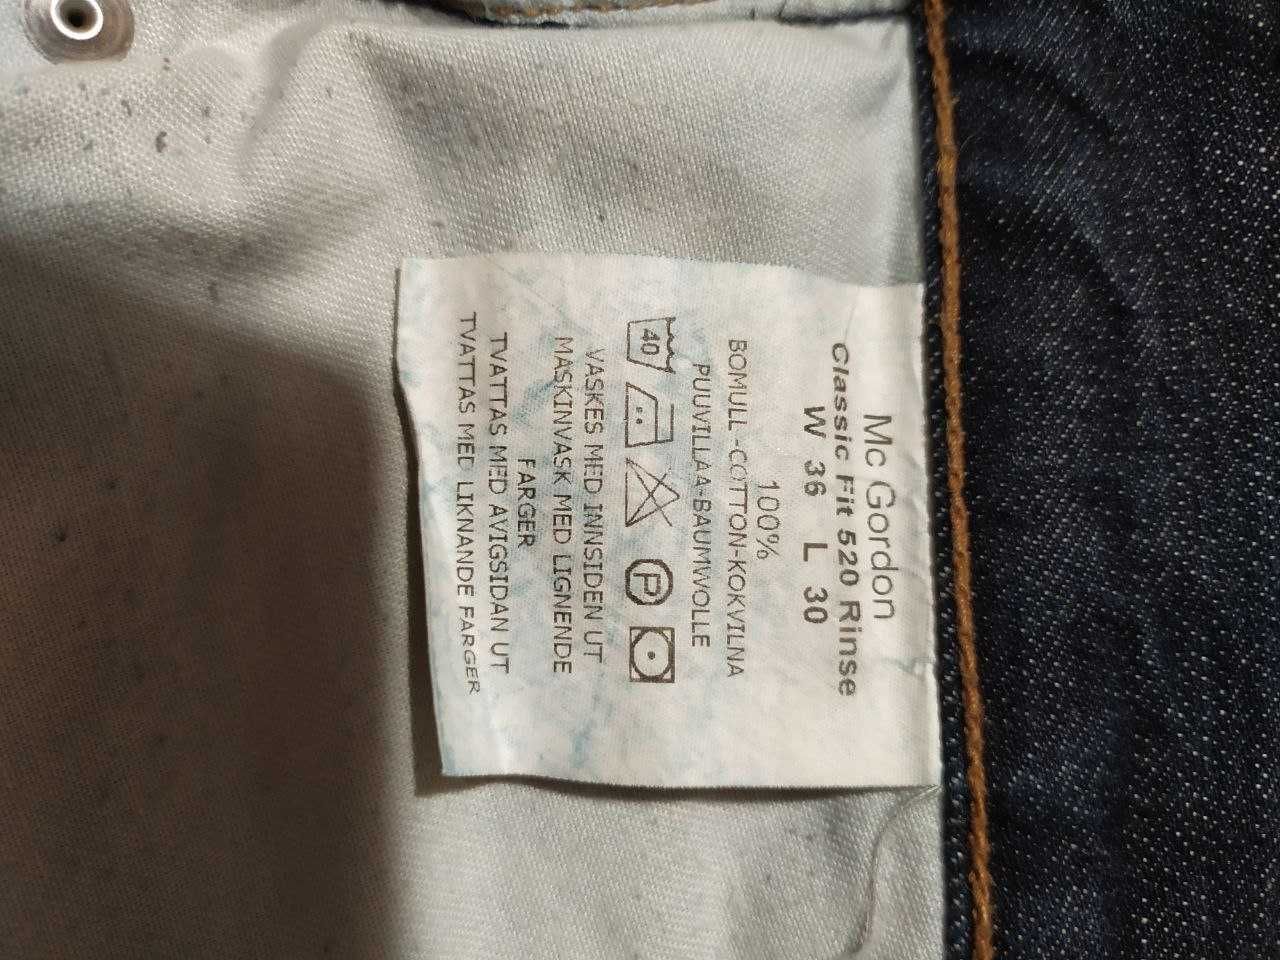 Mc Gordon
Classic Fit 520 Rinse
W 36 L 30
100%
BOMULL-COTTON-KOKVILNA
PUUVILLA-BAUMWOLLE
40 P
VASKES MED INNSIDEN UT
MASKINVASK MED LIGNENDE
FARGER
TVATTAS MED AVIGSIDAN UT
TVATTAS MED LIKNANDE FARGER